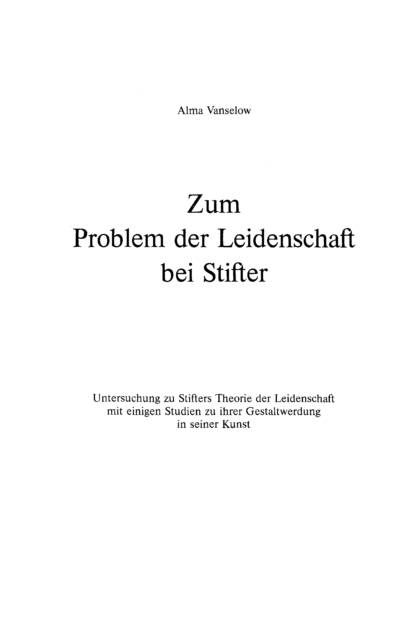 Alma Vanselow
Zum
Problem der Leidenschaft
bei Stifter
Untersuchung zu Stifters Theorie der Leidenschaft
mit einigen Studien zu ihrer Gestaltwerdung
in seiner Kunst